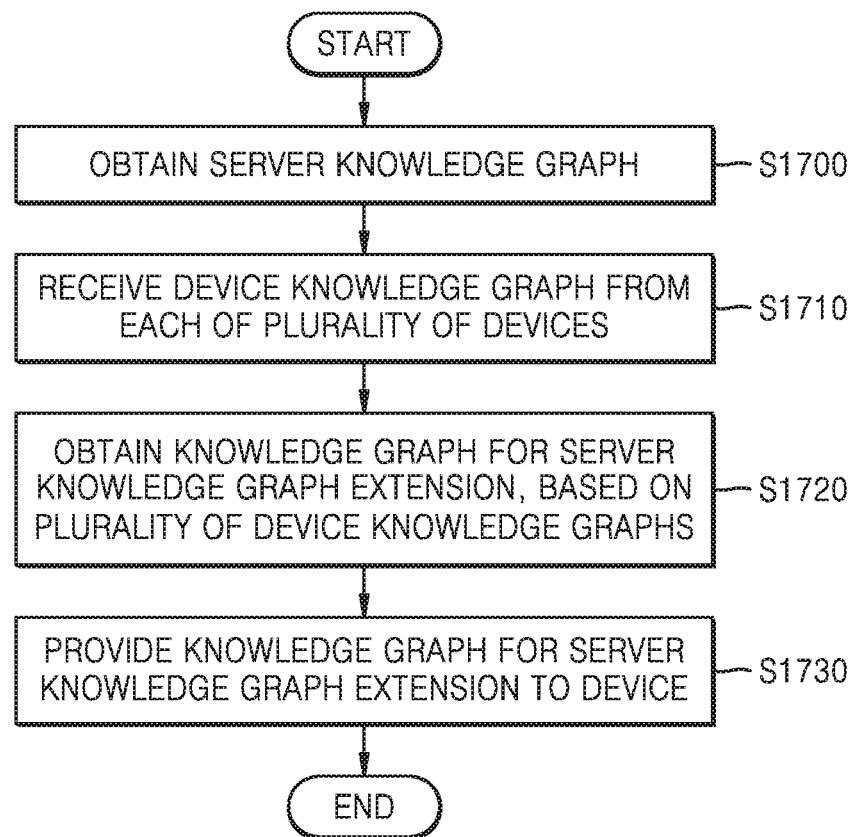 START
OBTAIN SERVER KNOWLEDGE GRAPH
S1700
RECEIVE DEVICE KNOWLEDGE GRAPH FROM
EACH OF PLURALITY OF DEVICES
S1710
OBTAIN KNOWLEDGE GRAPH FOR SERVER
KNOWLEDGE GRAPH EXTENSION, BASED ON
PLURALITY OF DEVICE KNOWLEDGE GRAPHS
S1720
PROVIDE KNOWLEDGE GRAPH FOR SERVER
KNOWLEDGE GRAPH EXTENSION TO DEVICE
S1730
END